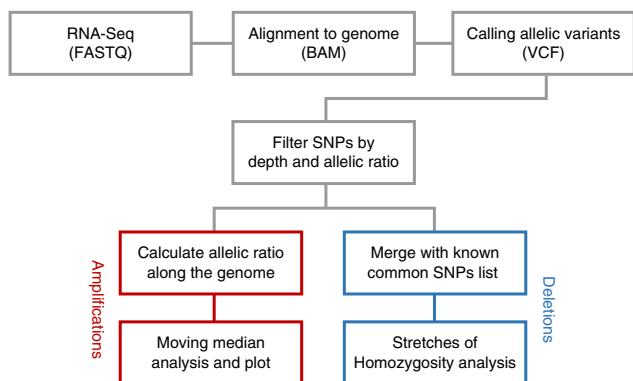 RNA-Seq
(FASTQ)
Alignment to genome
(BAM)
Calling allelic variants
(VCF)
Filter SNPs by
depth and allelic ratio
Amplifications
Calculate allelic ratio
along the genome
Moving median
analysis and plot
Merge with known
common SNPs list
Stretches of
Homozygosity analysis
Deletions